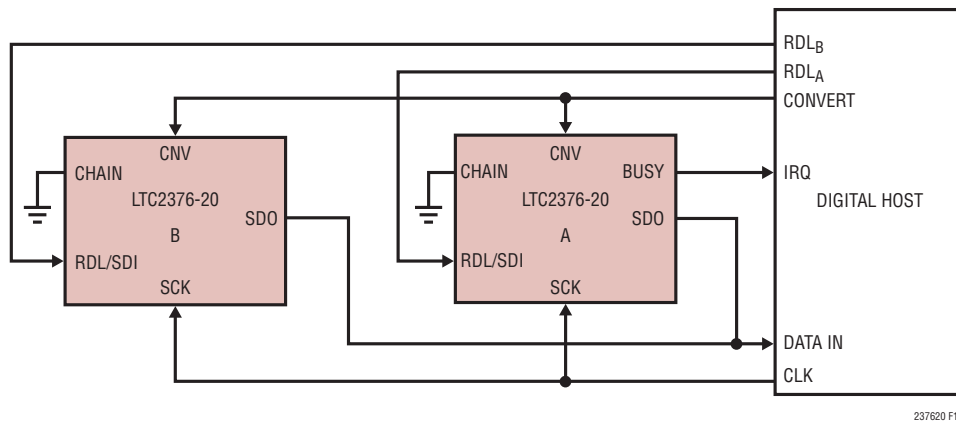 RDLB
RDLA
CONVERT
CNV
CHAIN
LTC2376-20
SDO
B
RDL/SDI
SCK
CNV
CHAIN
BUSY
LTC2376-20
SDO
A
RDL/SDI
SCK
IRQ
DIGITAL HOST
DATA IN
CLK
237620 F1